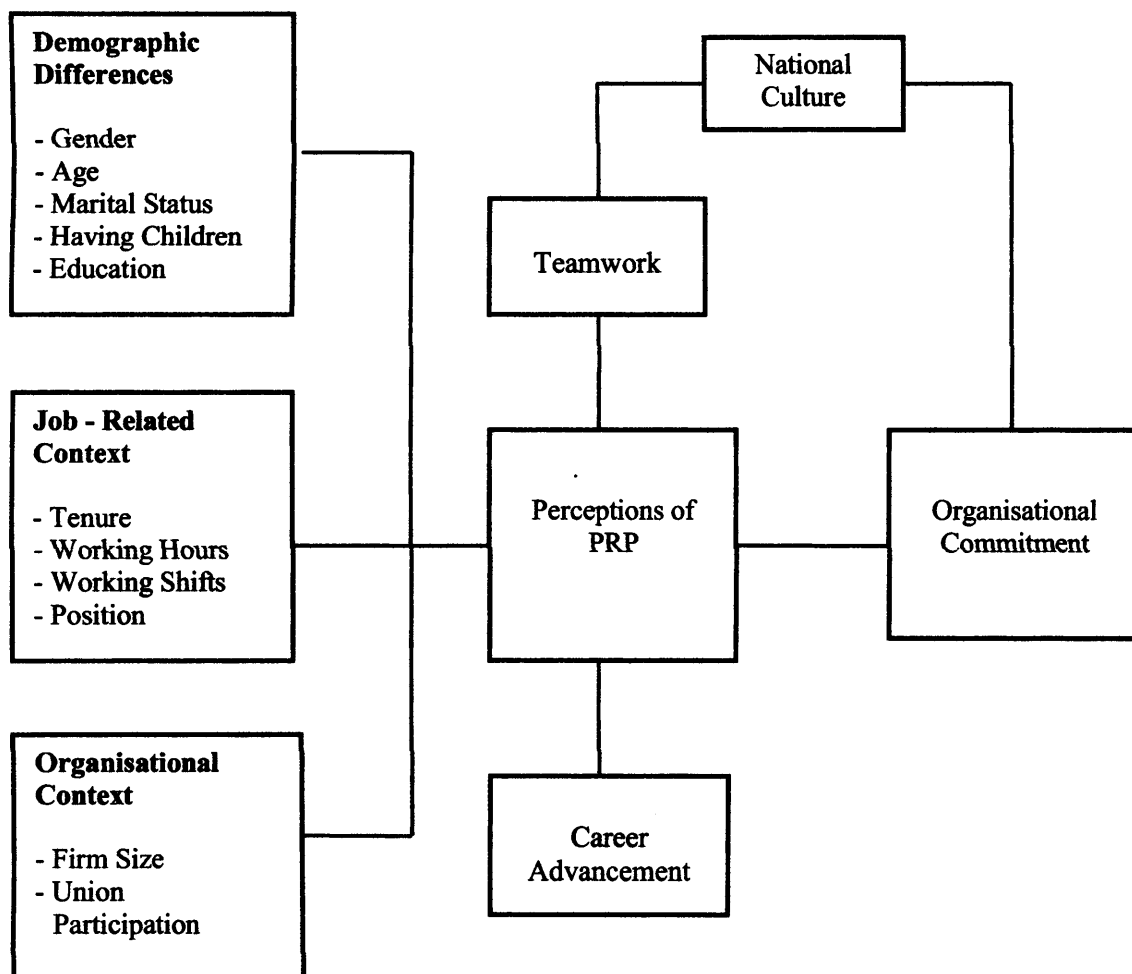 Demographic
Differences
- Gender
- Age
- Marital Status
- Having Children
- Education
National
Culture
Teamwork
Job - Related
Context
- Tenure
- Working Hours
- Working Shifts
- Position
Perceptions of
PRP
Organisational
Commitment
Organisational
Context
- Firm Size
- Union
Participation
Career
Advancement